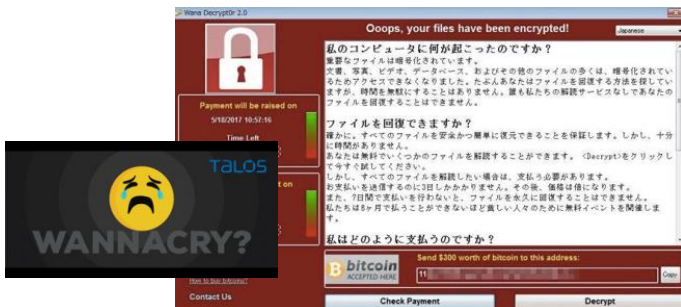 Wana Decrypt0r 2.0
Ooops, your files have been encrypted!
Japanese
Payment will be raised on
5/18/2017 10:57:16
Time Left
私のコンピュータに何が起こったのですか？
重要なファイルは暗号化されています。
文書、写真、ビデオ、データベース、およびその他のファイルの多くは、暗号化されてい
るためアクセスできなくなりました。たぶんあなたはファイルを回復する方法を探してい
ますが、時間を無駄にすることはありません。誰も私たちの解読サービスなしであなたの
ファイルを回復することはできません。
ファイルを回復できますか？
確かに。すべてのファイルを安全かつ簡単に復元できることを保証します。しかし、十分
に時間がありません。
あなたは無料でいくつかのファイルを解読することができます。 <Decrypt>をクリックし
て今すぐ試してください。
しかし、すべてのファイルを解読したい場合は、支払う必要があります。
お支払いを送信するのに3日しかかかりません。その後、価格は倍になります。
また、7日間で支払いを行わないと、ファイルを永久に回復することはできません。
私たちは6ヶ月で払うことができないほど貧しい人々のために無料イベントを開催しま
す。
私はどのように支払うのですか？
TALOS
WANNACRY?
t on
bitcoin
ACCEPTED HERE
Send $300 worth of bitcoin to this address:
11
Copy
How to buy bitcoins?
Contact Us
Check Payment
Decrypt